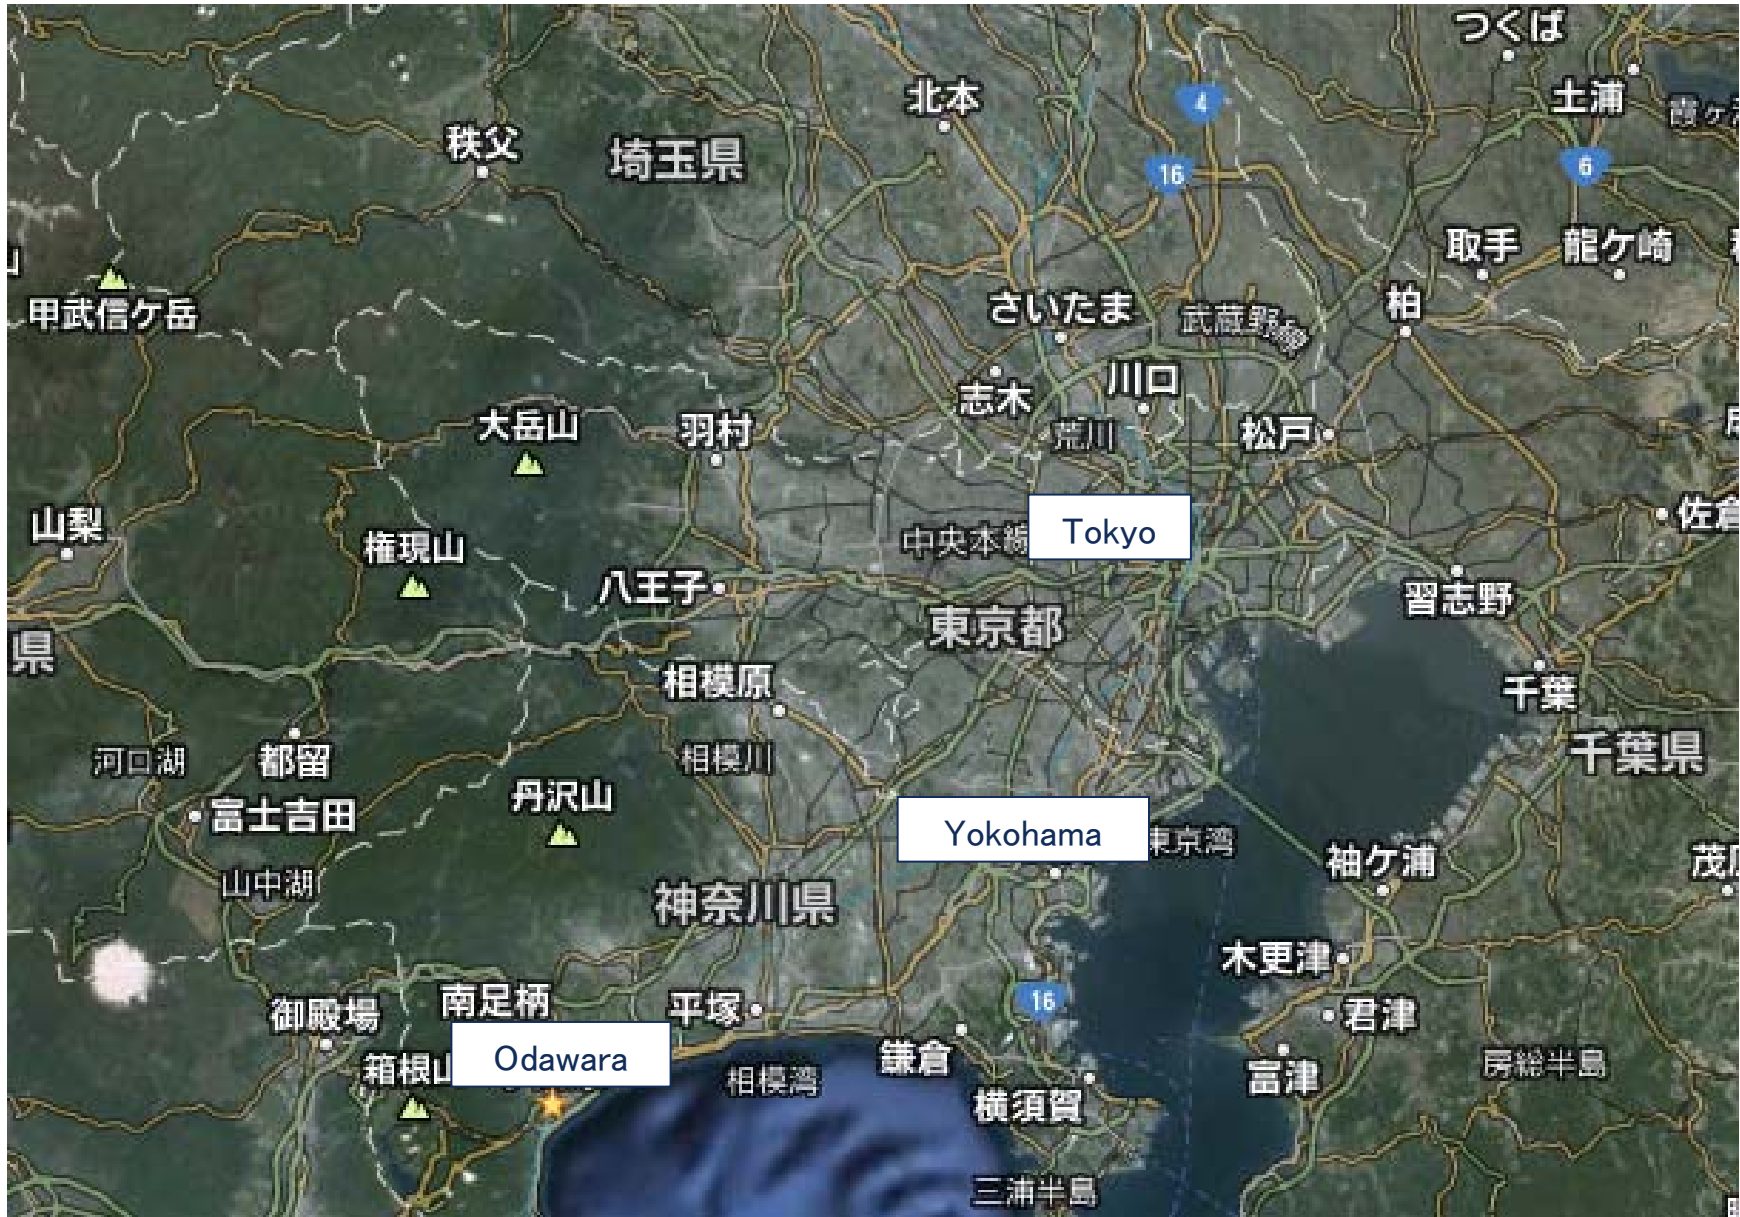 つくば
北本
4
土浦
霞ヶ
秩父
埼玉県
16
6
取手
龍ケ崎
甲武信ケ岳
さいたま
武蔵野線
柏
志木
川口
大岳山
羽村
荒川
松戸
山梨
権現山
中央本線
Tokyo
佐倉
八王子
東京都
習志野
県
相模原
千葉
河口湖
都留
相模川
千葉県
富士吉田
丹沢山
Yokohama
東京湾
袖ケ浦
山中湖
神奈川県
木更津
御殿場
南足柄
平塚
16
君津
Odawara
箱根山
相模湾
鎌倉
富津
房総半島
横須賀
三浦半島